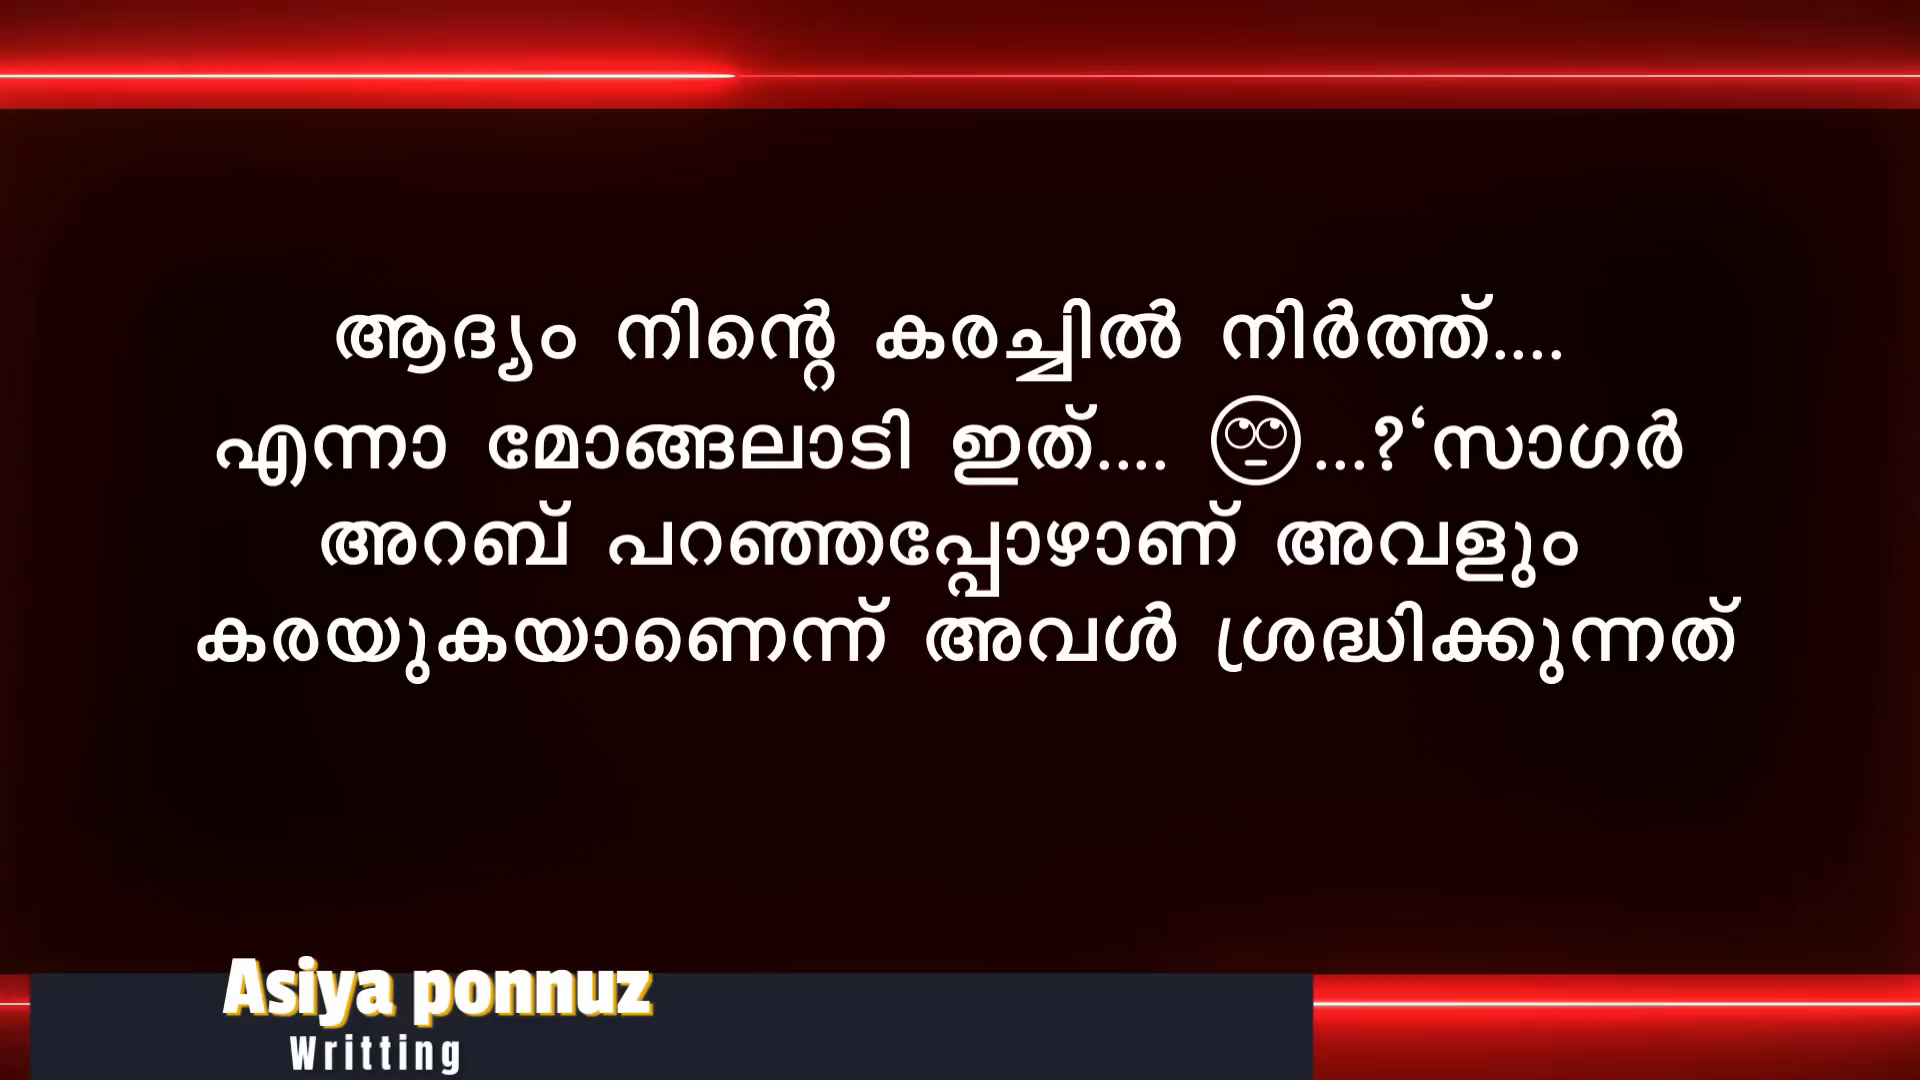 ആദ്യം നിന്റെ കരച്ചിൽ നിർത്ത്....
എന്നാ മോങ്ങലാടി ഇത്.... 🙄...?‘സാഗർ
അറബ് പറഞ്ഞപ്പോഴാണ് അവളും
കരയുകയാണെന്ന് അവൾ ശ്രദ്ധിക്കുന്നത്
Asiya ponnuz
Writting